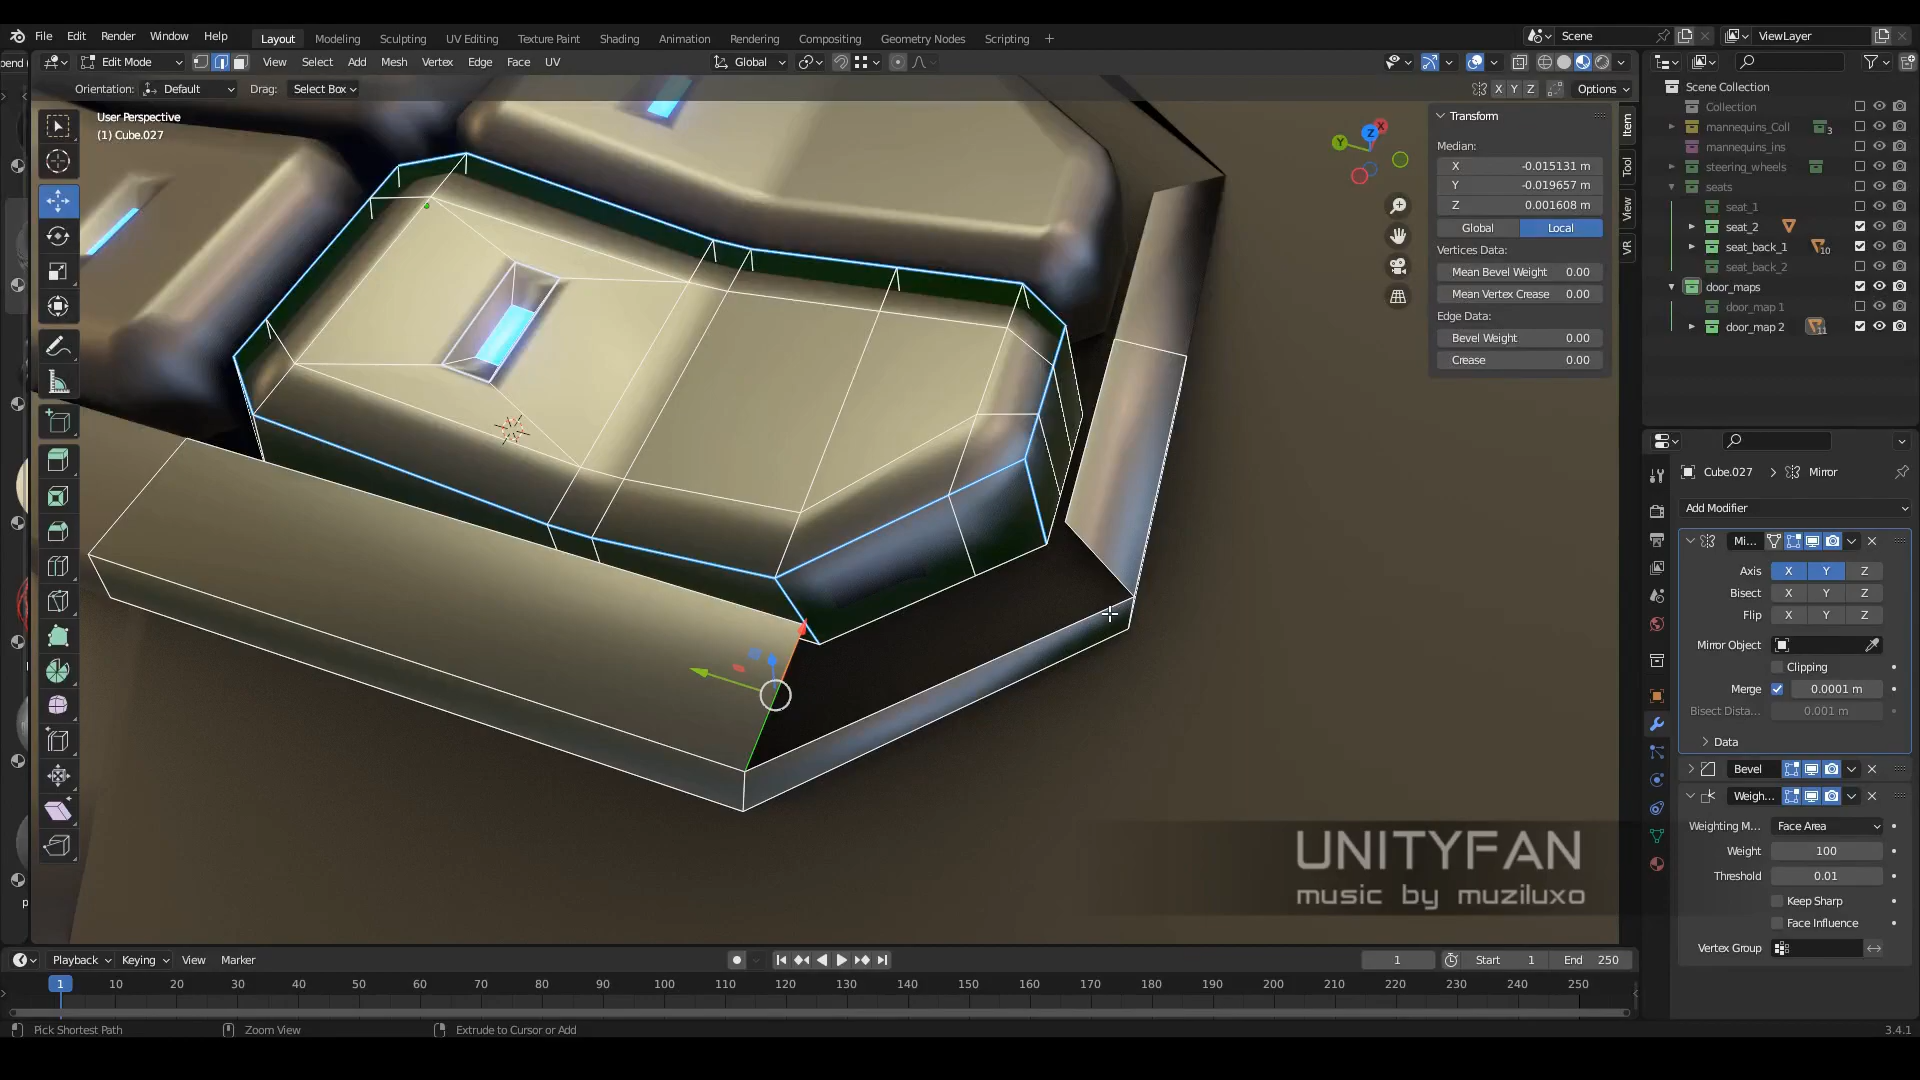 File Edit Render Window Help Layout Modeling Sculpting UV Editing Texture Paint Shading Animation Rendering Compositing Geometry Nodes Scripting + Scene ViewLayer
Edit Mode View Select Add Mesh Vertex Edge Face UV Global
Orientation: Default Drag: Select Box X Y Z Options
User Perspective
(1) Cube.027
Transform
Median:
X -0.015131 m
Y -0.019657 m
Z 0.001608 m
Global Local
Vertices Data:
Mean Bevel Weight 0.00
Mean Vertex Crease 0.00
Edge Data:
Bevel Weight 0.00
Crease 0.00
Item
Tool
View
VR
Scene Collection
Collection
mannequins_Coll 3
mannequins_ins
steering_wheels
seats
seat_1
seat_2
seat_back_1 10
seat_back_2
door_maps
door_map 1
door_map 2 11
Cube.027 > Mirror
Add Modifier
Mi...
Axis X Y Z
Bisect X Y Z
Flip X Y Z
Mirror Object
Clipping
Merge 0.0001 m
Bisect Dista... 0.001 m
Data
Bevel
Weigh...
Weighting M... Face Area
Weight 100
Threshold 0.01
Keep Sharp
Face Influence
Vertex Group
UNITYFAN
music by muziluxo
Playback Keying View Marker 1 Start 1 End 250
1 10 20 30 40 50 60 70 80 90 100 110 120 130 140 150 160 170 180 190 200 210 220 230 240 250
Pick Shortest Path Zoom View Extrude to Cursor or Add 3.4.1